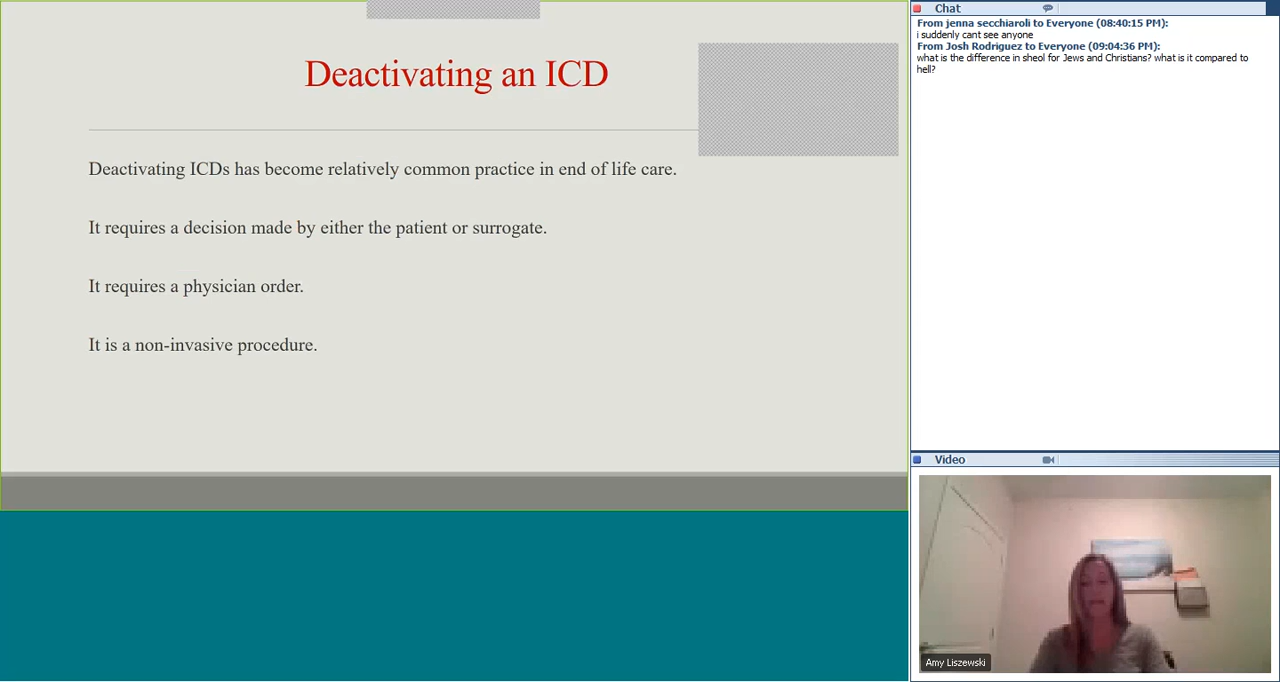 Deactivating an ICD
Deactivating ICDs has become relatively common practice in end of life care.
It requires a decision made by either the patient or surrogate.
It requires a physician order.
It is a non-invasive procedure.
Chat
From jenna secchiaroli to Everyone (08:40:15 PM):
i suddenly cant see anyone
From Josh Rodriguez to Everyone (09:04:36 PM):
what is the difference in sheol for Jews and Christians? what is it compared to
hell?
Video
Amy Liszewski